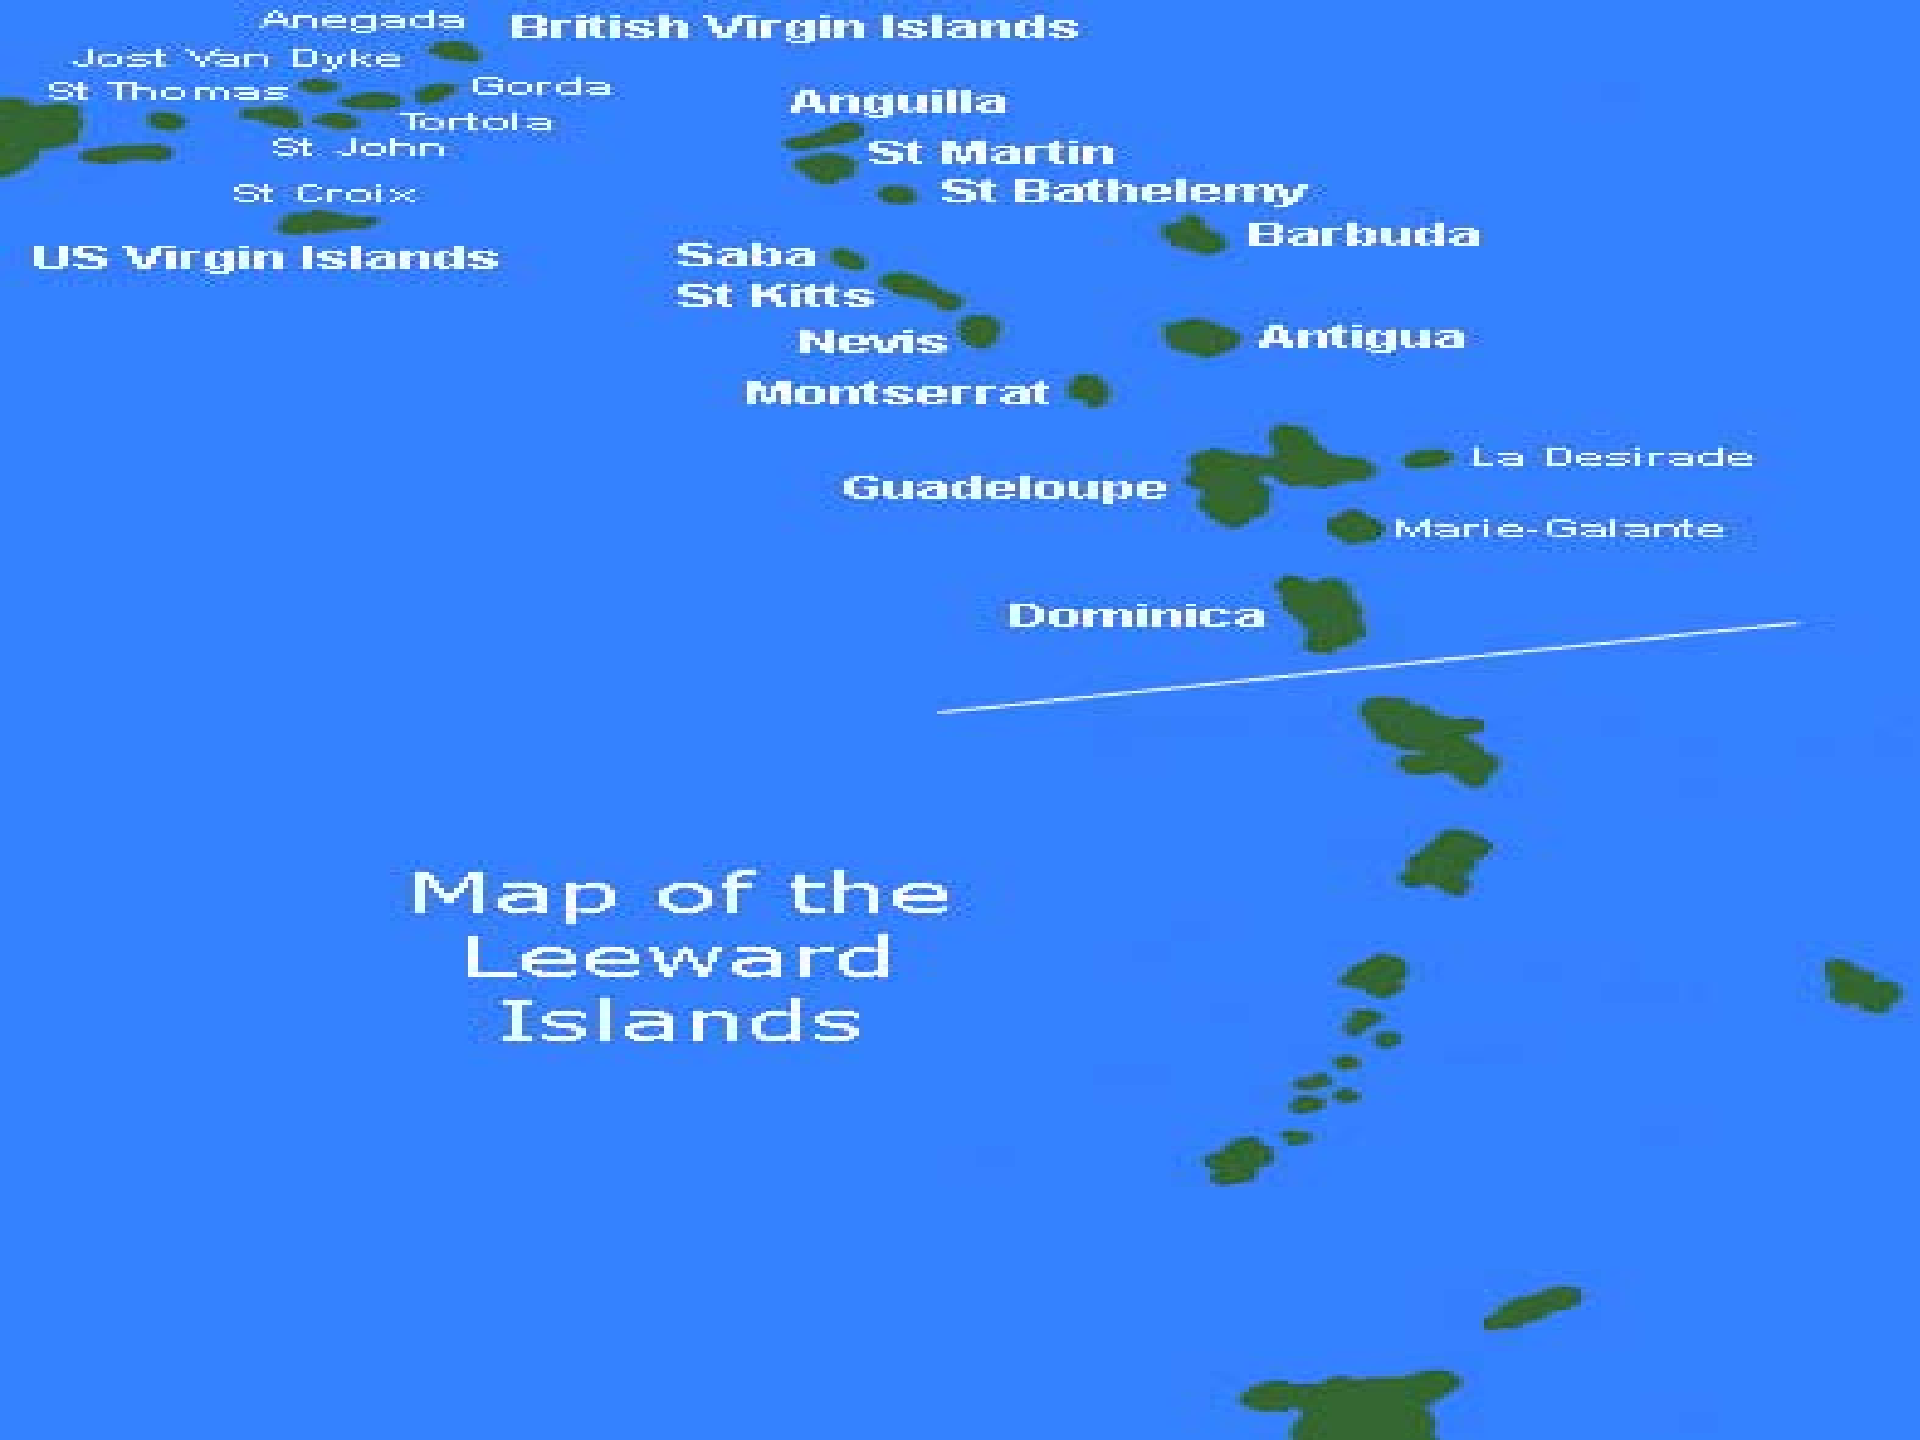 Anegada
British Virgin Islands
Jost Van Dyke
St Thomas
Gorda
Tortola
St John
St Croix
US Virgin Islands
Anguilla
St Martin
St Bathelemy
Barbuda
Saba
St Kitts
Nevis
Antigua
Montserrat
La Desirade
Guadeloupe
Marie-Galante
Dominica
Map of the
Leeward
Islands